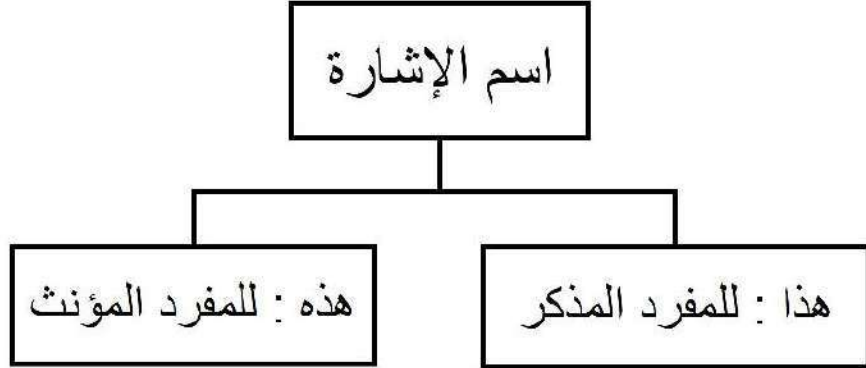 اسم الإشارة
هذا : للمفرد المذكر
هذه : للمفرد المؤنث